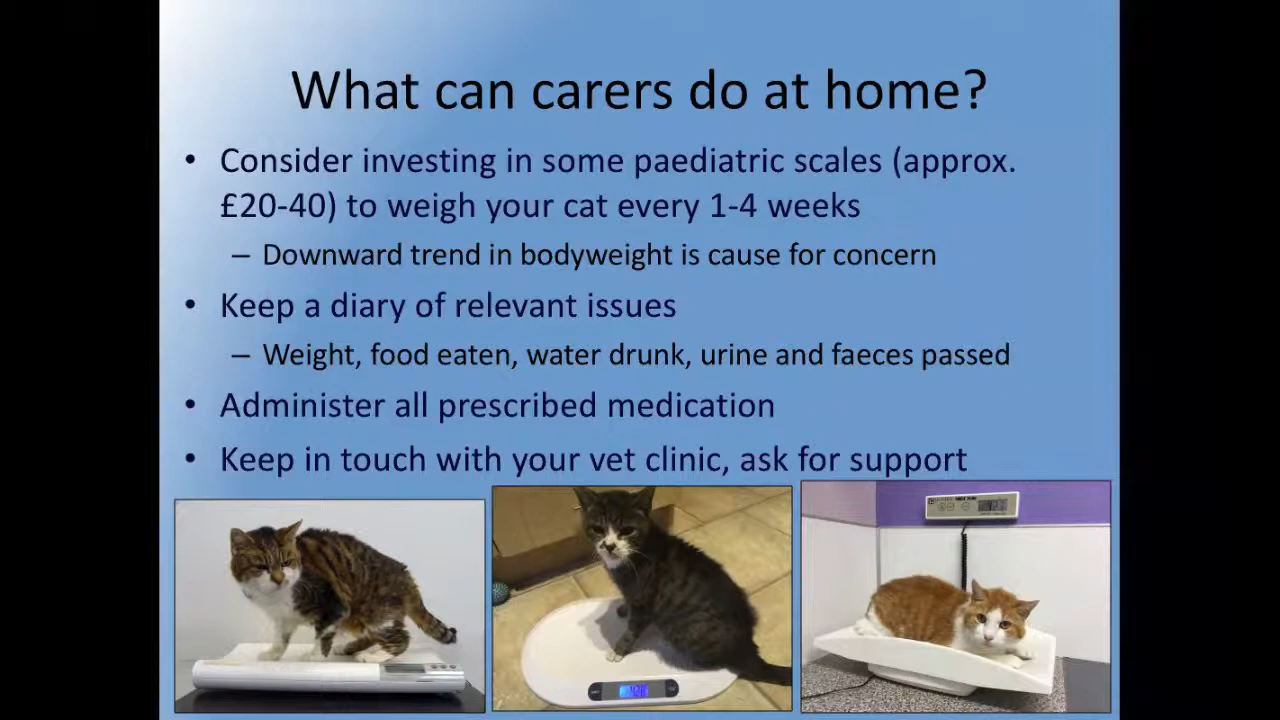 What can carers do at home?
• Consider investing in some paediatric scales (approx.
£20-40) to weigh your cat every 1-4 weeks
– Downward trend in bodyweight is cause for concern
• Keep a diary of relevant issues
– Weight, food eaten, water drunk, urine and faeces passed
• Administer all prescribed medication
• Keep in touch with your vet clinic, ask for support